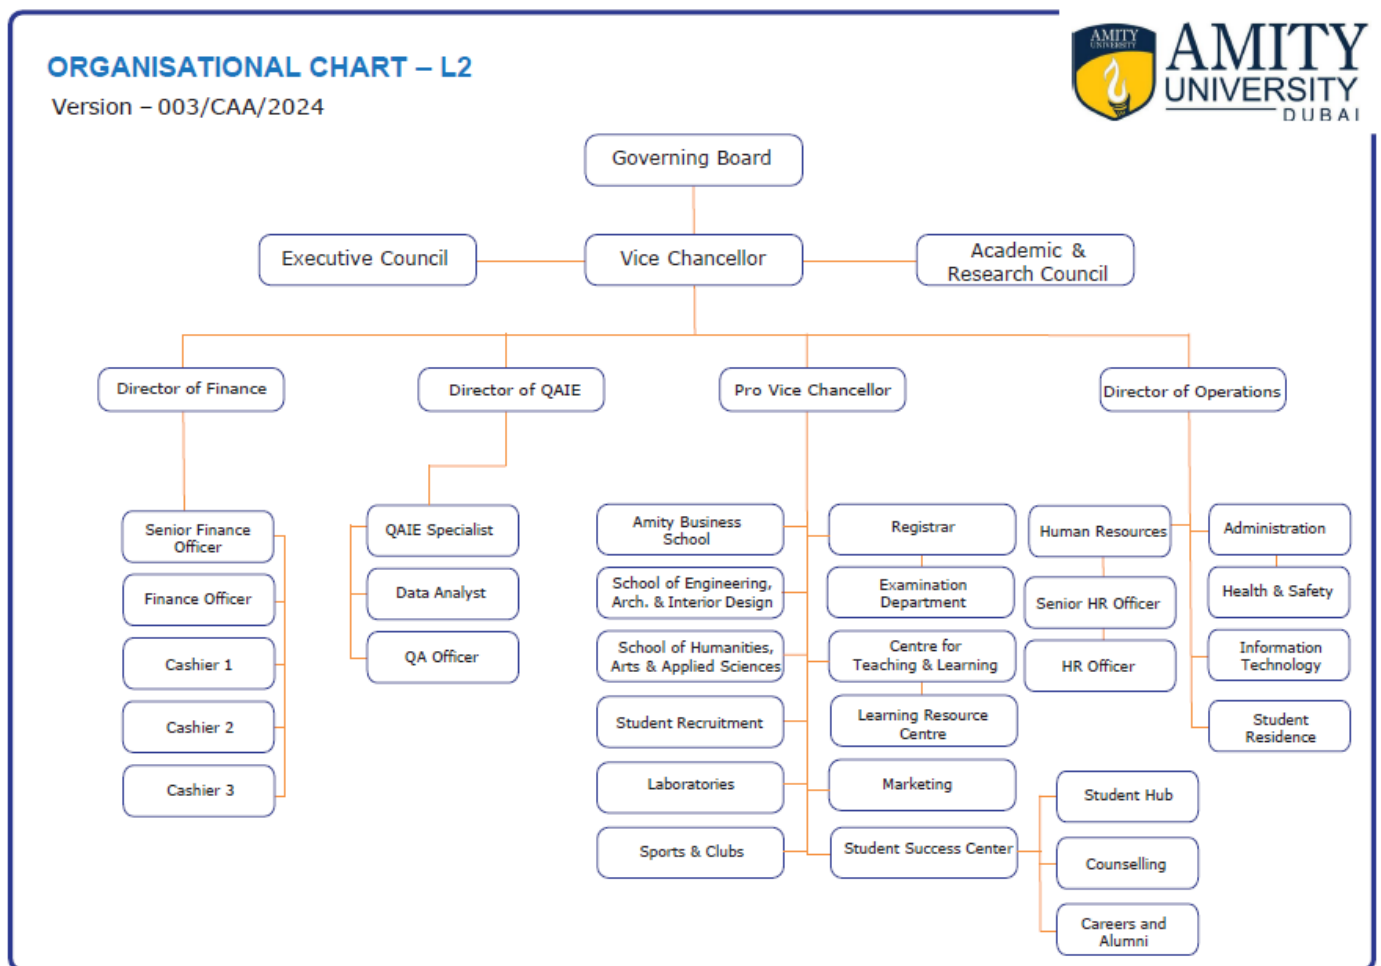 ORGANISATIONAL CHART – L2
Version – 003/CAA/2024
AMITY
UNIVERSITY
AMITY
UNIVERSITY
DUBAI
Governing Board
Executive Council
Vice Chancellor
Academic &
Research Council
Director of Finance
Director of QAIE
Pro Vice Chancellor
Director of Operations
Senior Finance
Officer
Finance Officer
Cashier 1
Cashier 2
Cashier 3
QAIE Specialist
Data Analyst
QA Officer
Amity Business
School
School of Engineering,
Arch. & Interior Design
School of Humanities,
Arts & Applied Sciences
Student Recruitment
Laboratories
Sports & Clubs
Registrar
Examination
Department
Centre for
Teaching & Learning
Learning Resource
Centre
Marketing
Student Success Center
Student Hub
Counselling
Careers and
Alumni
Human Resources
Senior HR Officer
HR Officer
Administration
Health & Safety
Information
Technology
Student
Residence